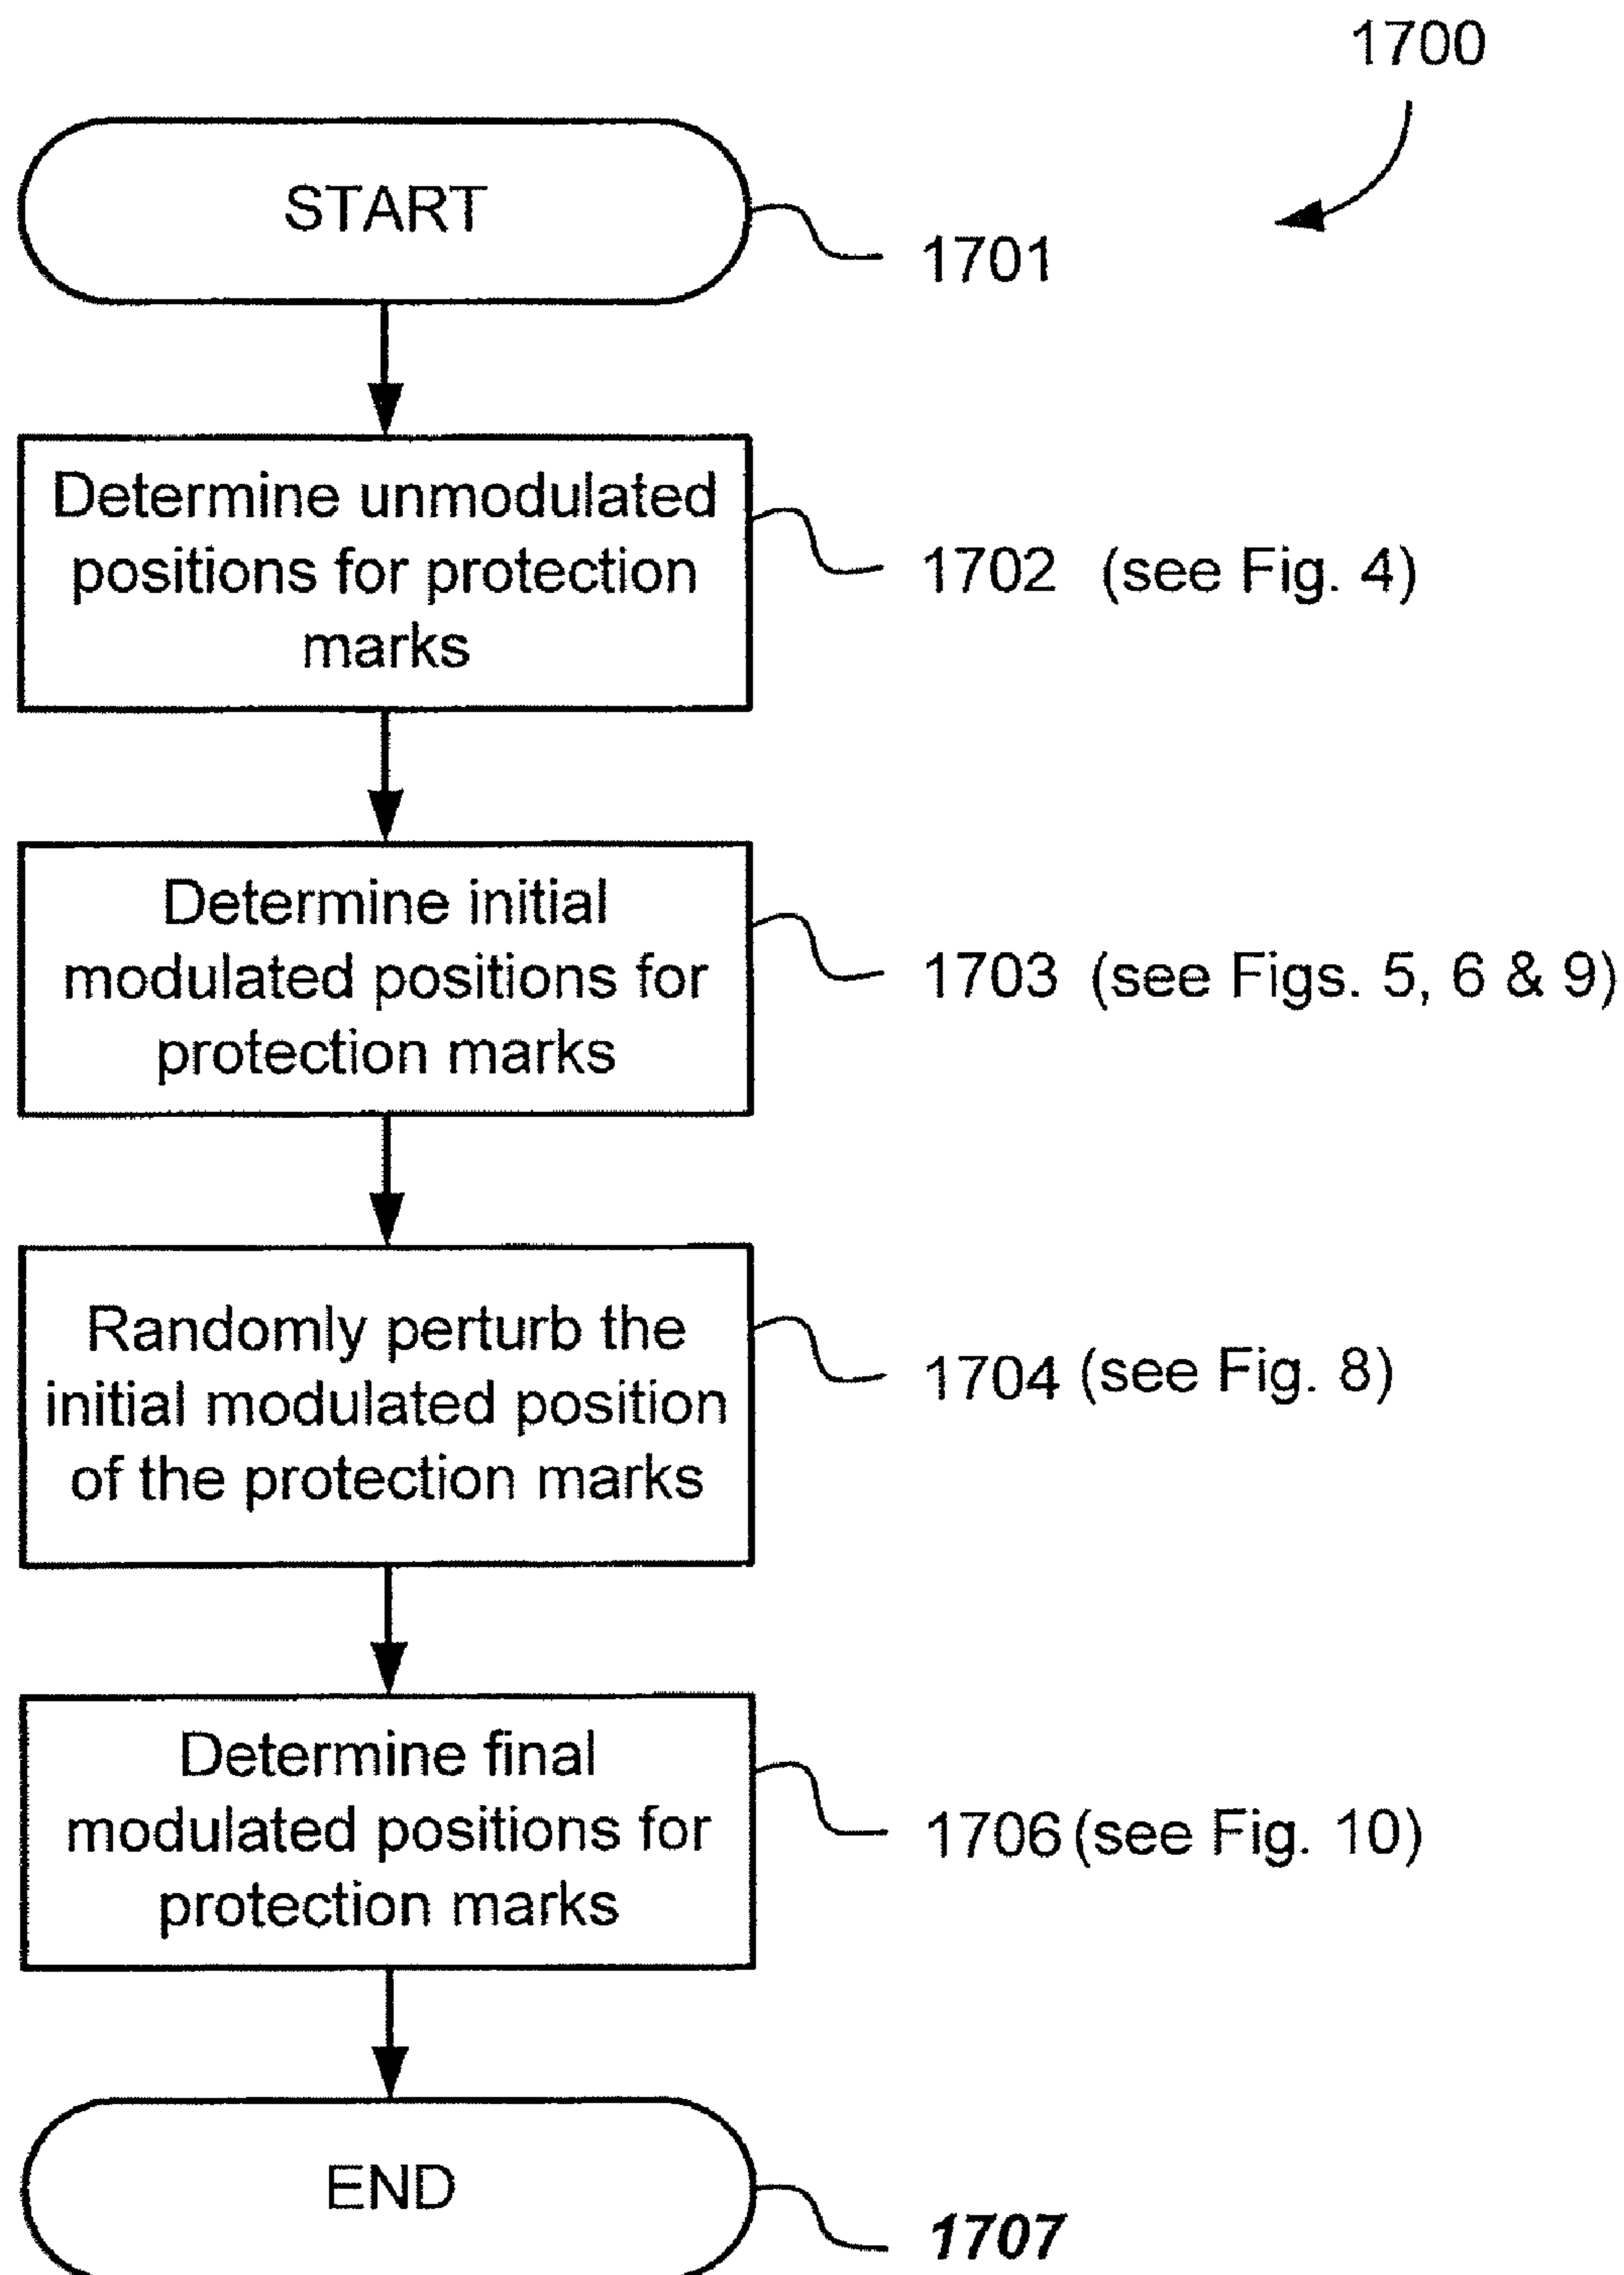 1700
START
1701
Determine unmodulated
positions for protection
marks
1702 (see Fig. 4)
Determine initial
modulated positions for
protection marks
1703 (see Figs. 5, 6 & 9)
Randomly perturb the
initial modulated position
of the protection marks
1704 (see Fig. 8)
Determine final
modulated positions for
protection marks
1706 (see Fig. 10)
END
1707